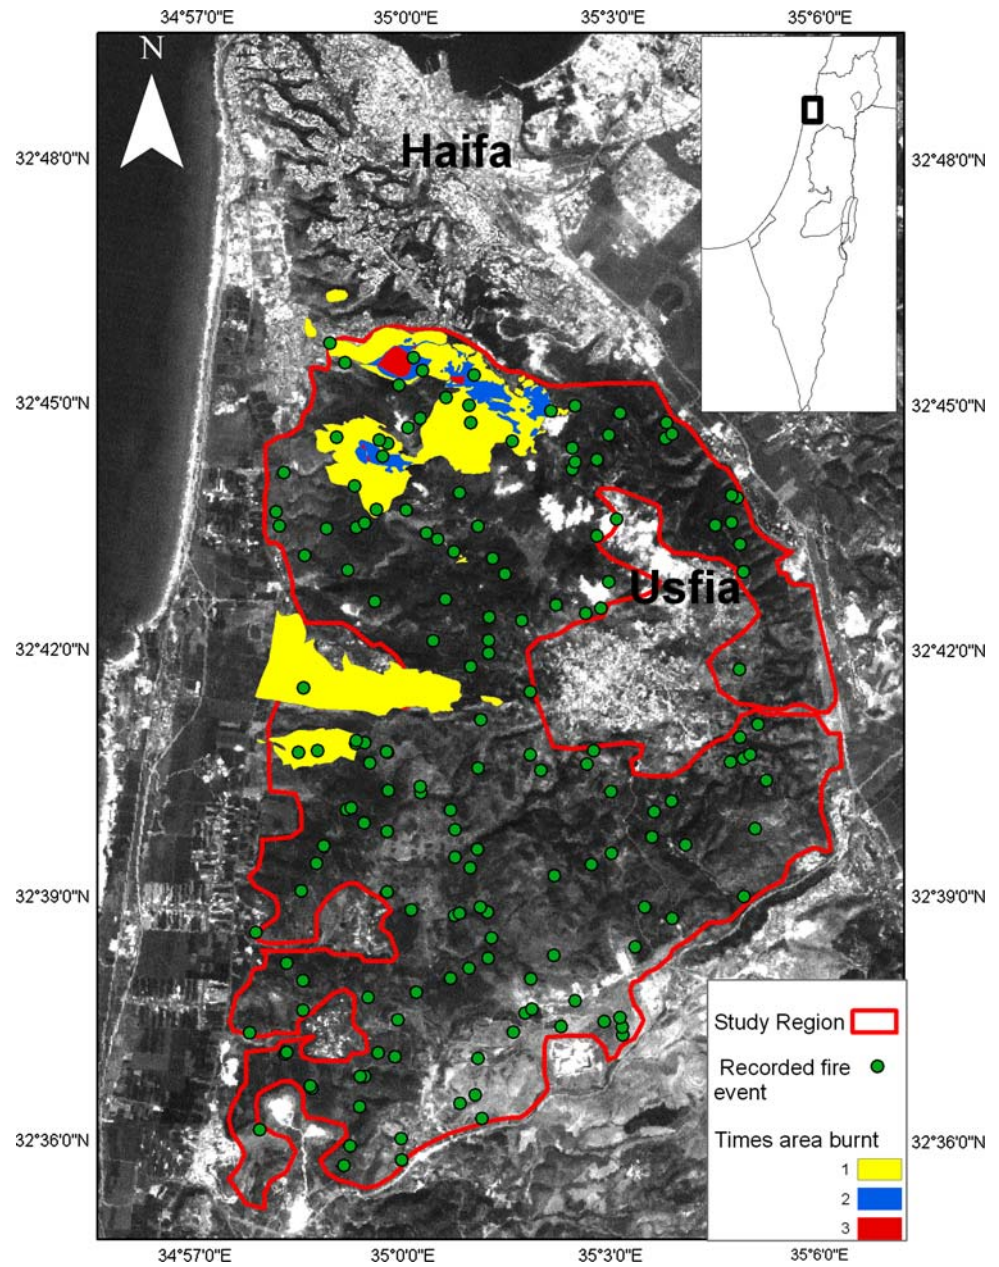 34°57'0"E 35°0'0"E 35°3'0"E 35°6'0"E
N
Haifa
32°48'0"N 32°48'0"N
32°45'0"N 32°45'0"N
Usfia
32°42'0"N 32°42'0"N
32°39'0"N 32°39'0"N
Study Region
Recorded fire
event
32°36'0"N 32°36'0"N
Times area burnt
1
2
3
34°57'0"E 35°0'0"E 35°3'0"E 35°6'0"E